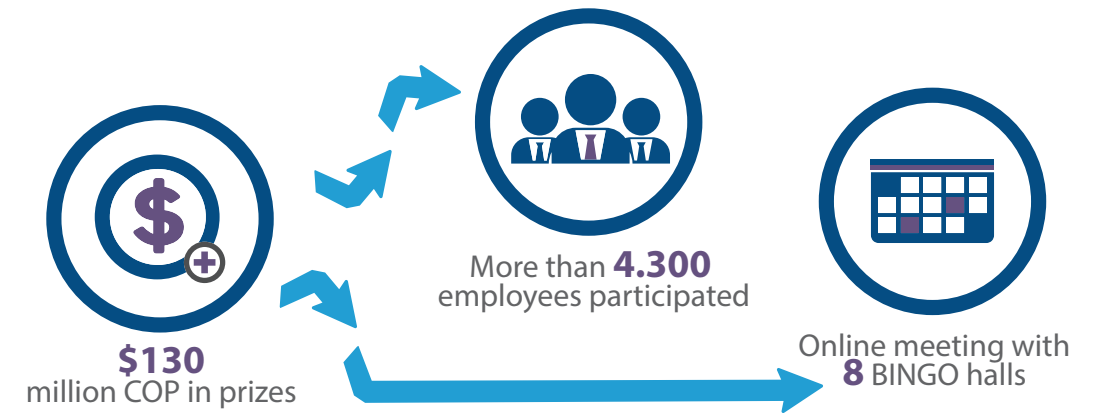 $130
million COP in prizes
More than 4.300
employees participated
Online meeting with
8 BINGO halls